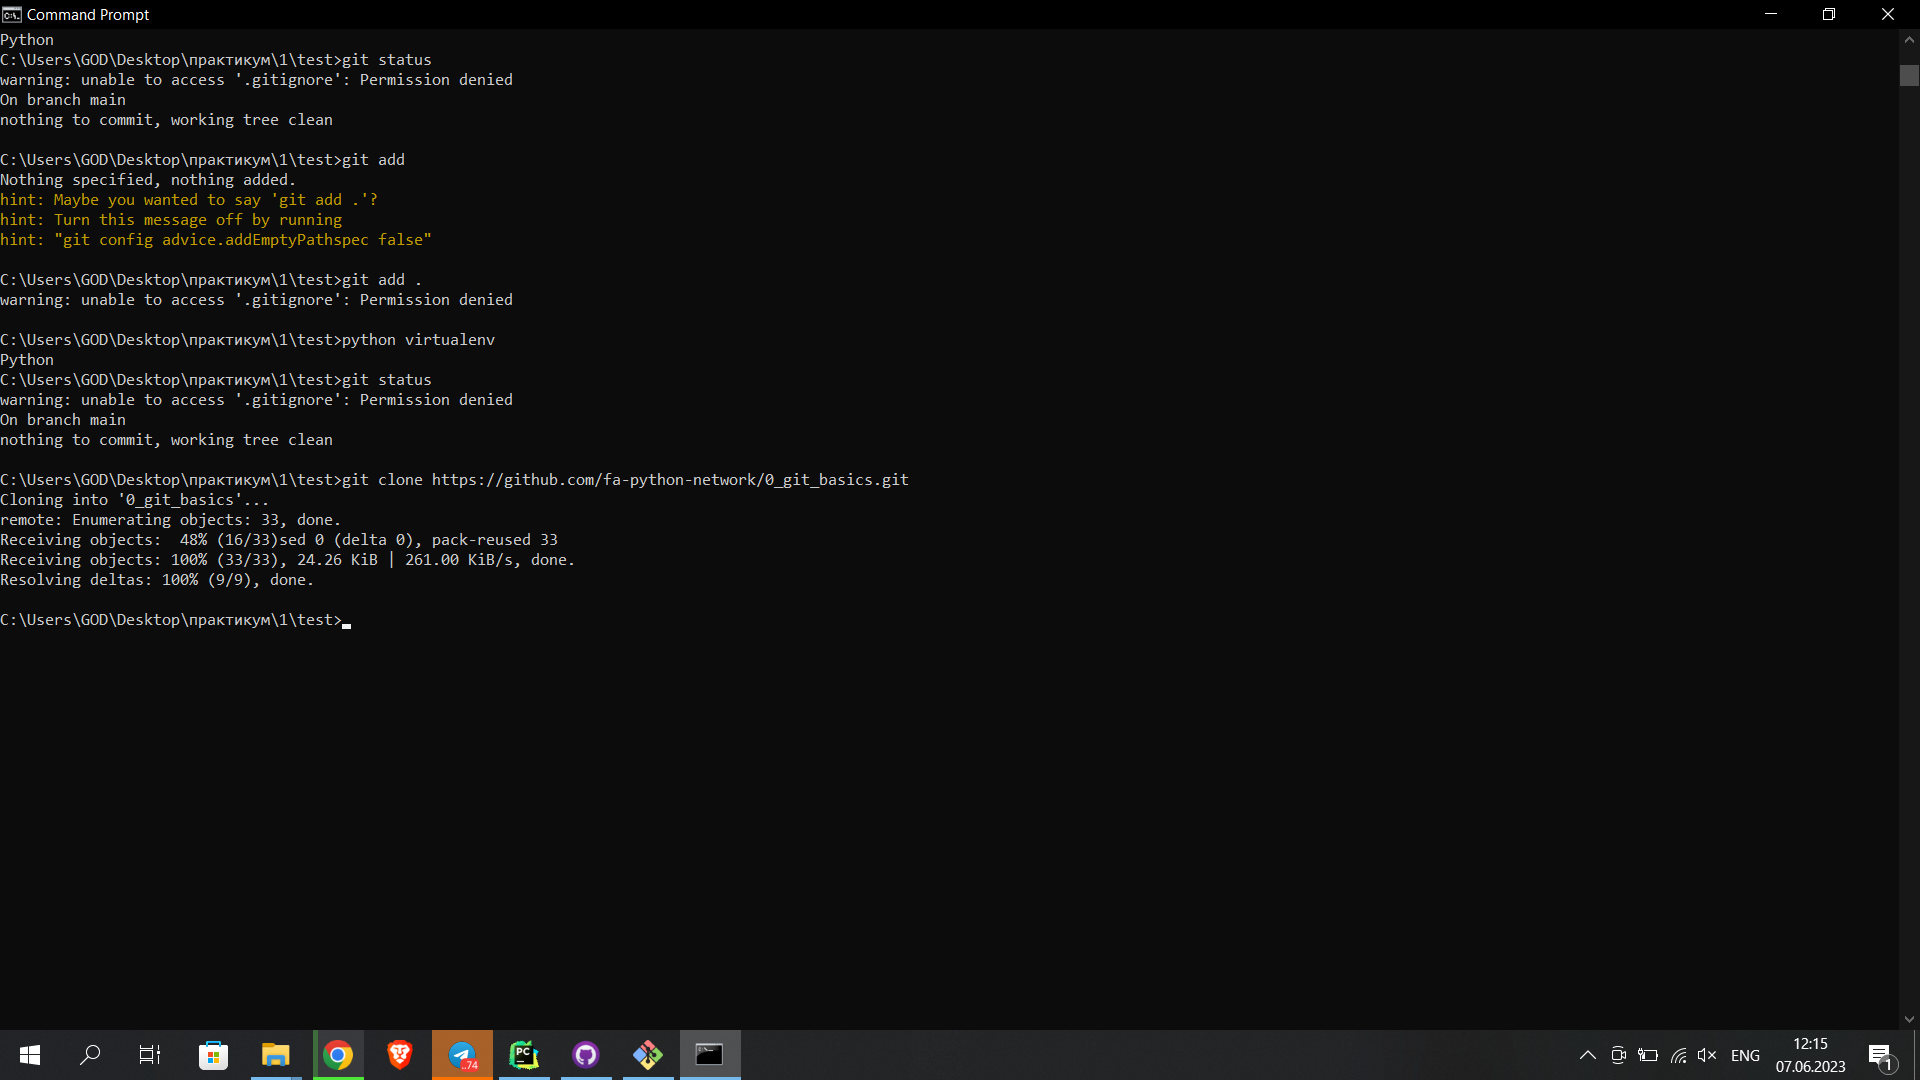 Command Prompt
Python
C:\Users\GOD\Desktop\практикум\1\test>git status
warning: unable to access '.gitignore': Permission denied
On branch main
nothing to commit, working tree clean
C:\Users\GOD\Desktop\практикум\1\test>git add
Nothing specified, nothing added.
hint: Maybe you wanted to say 'git add .'?
hint: Turn this message off by running
hint: "git config advice.addEmptyPathspec false"
C:\Users\GOD\Desktop\практикум\1\test>git add .
warning: unable to access '.gitignore': Permission denied
C:\Users\GOD\Desktop\практикум\1\test>python virtualenv
Python
C:\Users\GOD\Desktop\практикум\1\test>git status
warning: unable to access '.gitignore': Permission denied
On branch main
nothing to commit, working tree clean
C:\Users\GOD\Desktop\практикум\1\test>git clone https://github.com/fa-python-network/0_git_basics.git
Cloning into '0_git_basics'...
remote: Enumerating objects: 33, done.
Receiving objects:  48% (16/33)sed 0 (delta 0), pack-reused 33
Receiving objects: 100% (33/33), 24.26 KiB | 261.00 KiB/s, done.
Resolving deltas: 100% (9/9), done.
C:\Users\GOD\Desktop\практикум\1\test>
..74
PC
ENG
12:15
07.06.2023
1